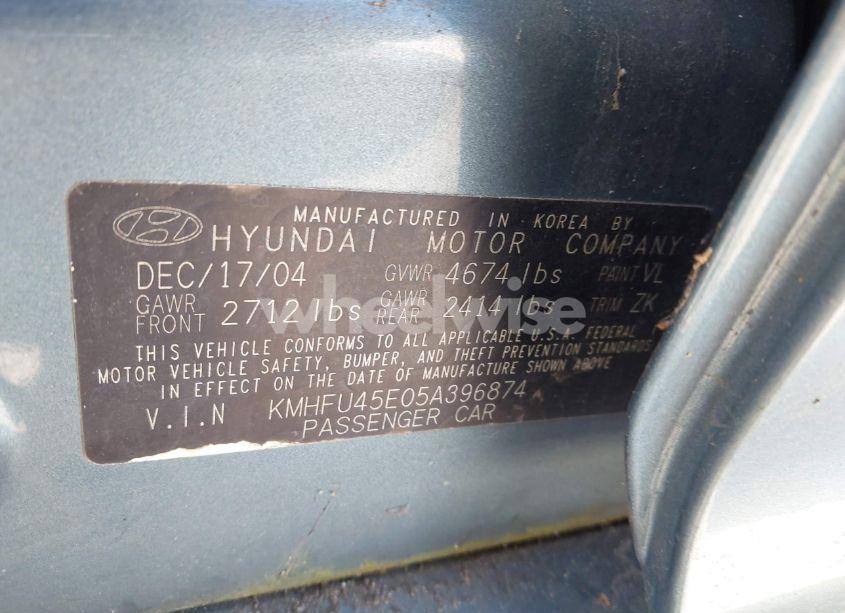 MANUFACTURED IN KOREA BY
HYUNDAI MOTOR COMPANY
DEC/17/04 GVWR 4674 lbs PAINT VL
GAWR FRONT 2712 lbs GAWR REAR 2414 lbs TRIM ZK
THIS VEHICLE CONFORMS TO ALL APPLICABLE U.S.A. FEDERAL
MOTOR VEHICLE SAFETY, BUMPER, AND THEFT PREVENTION STANDARDS
IN EFFECT ON THE DATE OF MANUFACTURE SHOWN ABOVE
V.I.N KMHFU45E05A396874
PASSENGER CAR
wheelwise